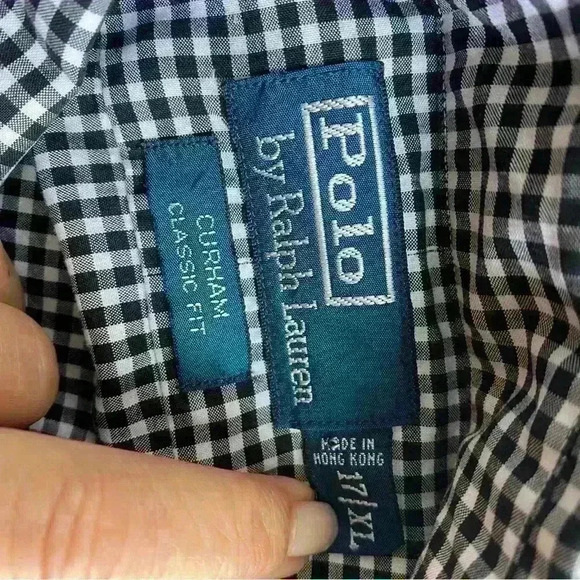 Polo
by Ralph Lauren
CURHAM
CLASSIC FIT
MADE IN
HONG KONG
17/XL